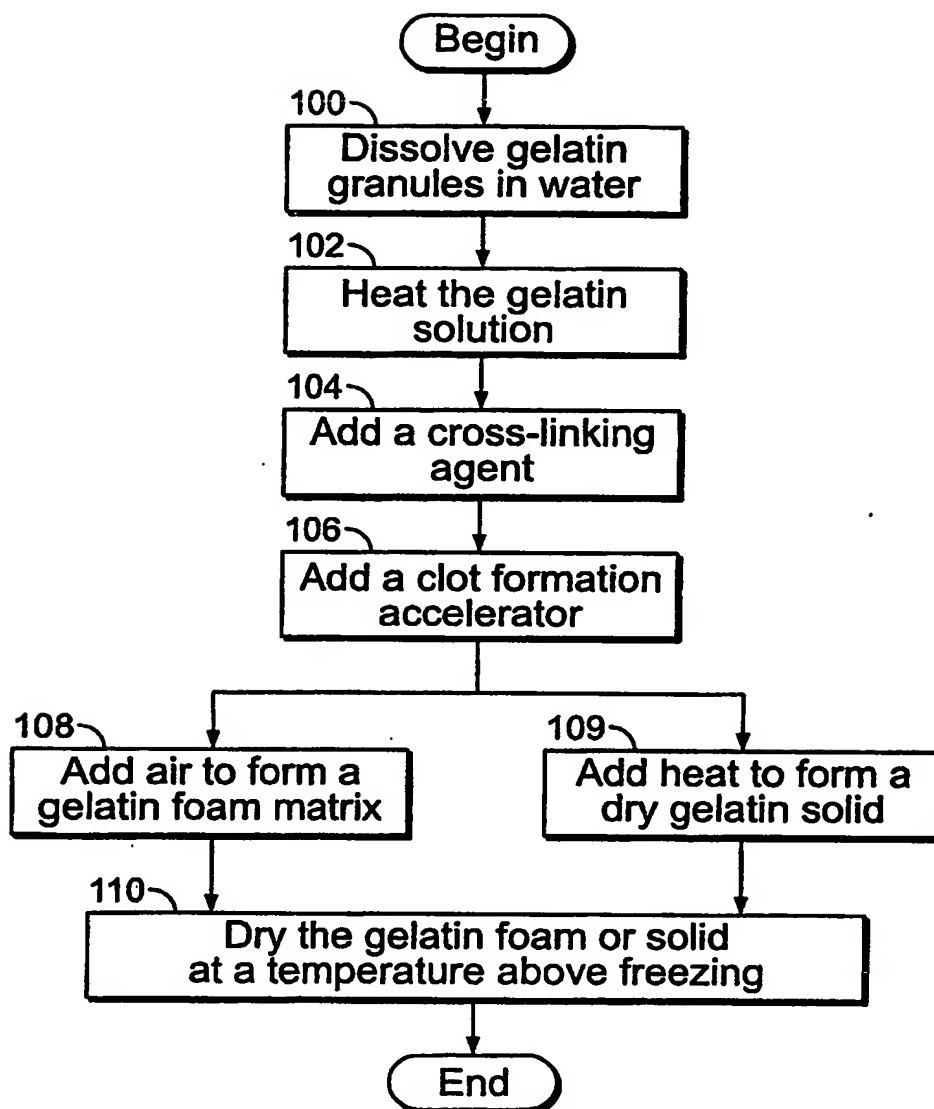 Begin
100
Dissolve gelatin
granules in water
102
Heat the gelatin
solution
104
Add a cross-linking
agent
106
Add a clot formation
accelerator
108
Add air to form a
gelatin foam matrix
109
Add heat to form a
dry gelatin solid
110
Dry the gelatin foam or solid
at a temperature above freezing
End